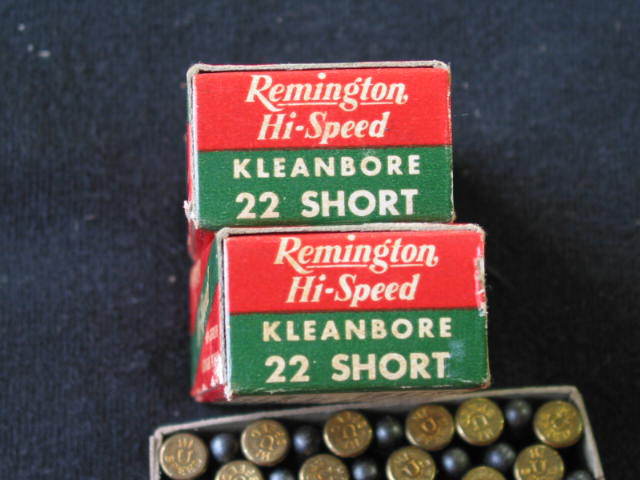 Remington
Hi-Speed
KLEANBORE
22 SHORT
Remington
Hi-Speed
KLEANBORE
22 SHORT
U
U
U
U